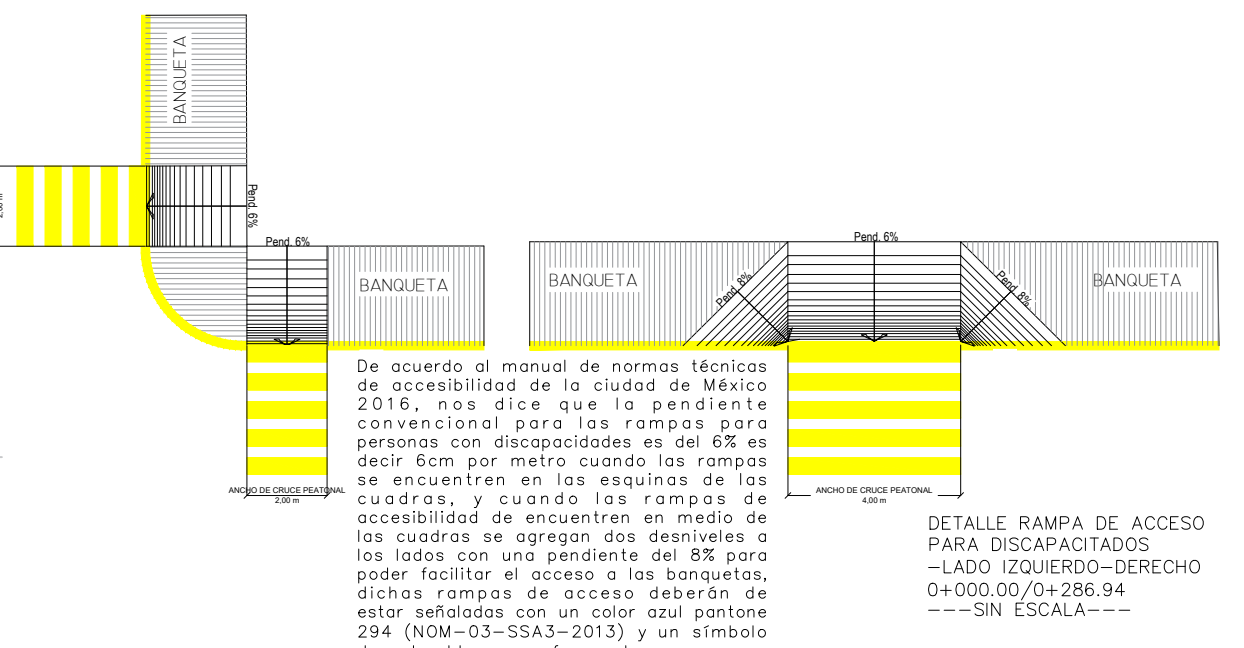 BANQUETA
Pend. 6%
Pend. 6%
BANQUETA
ANCHO DE CRUCE PEATONAL
2,00 m
De acuerdo al manual de normas técnicas
de accesibilidad de la ciudad de México
2016, nos dice que la pendiente
convencional para las rampas para
personas con discapacidades es del 6% es
decir 6cm por metro cuando las rampas
se encuentren en las esquinas de las
cuadras, y cuando las rampas de
accesibilidad de encuentren en medio de
las cuadras se agregan dos desniveles a
los lados con una pendiente del 8% para
poder facilitar el acceso a las banquetas,
dichas rampas de acceso deberán de
estar señaladas con un color azul pantone
294 (NOM-03-SSA3-2013) y un símbolo
BANQUETA
Pend. 8%
Pend. 6%
Pend. 8%
BANQUETA
ANCHO DE CRUCE PEATONAL
4,00 m
DETALLE RAMPA DE ACCESO
PARA DISCAPACITADOS
-LADO IZQUIERDO-DERECHO
0+000.00/0+286.94
---SIN ESCALA---